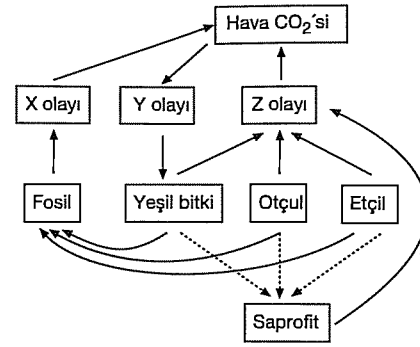 Hava CO₂´si
X olayı
Y olayı
Z olayı
Fosil
Yeşil bitki
Otçul
Etçil
Saprofit